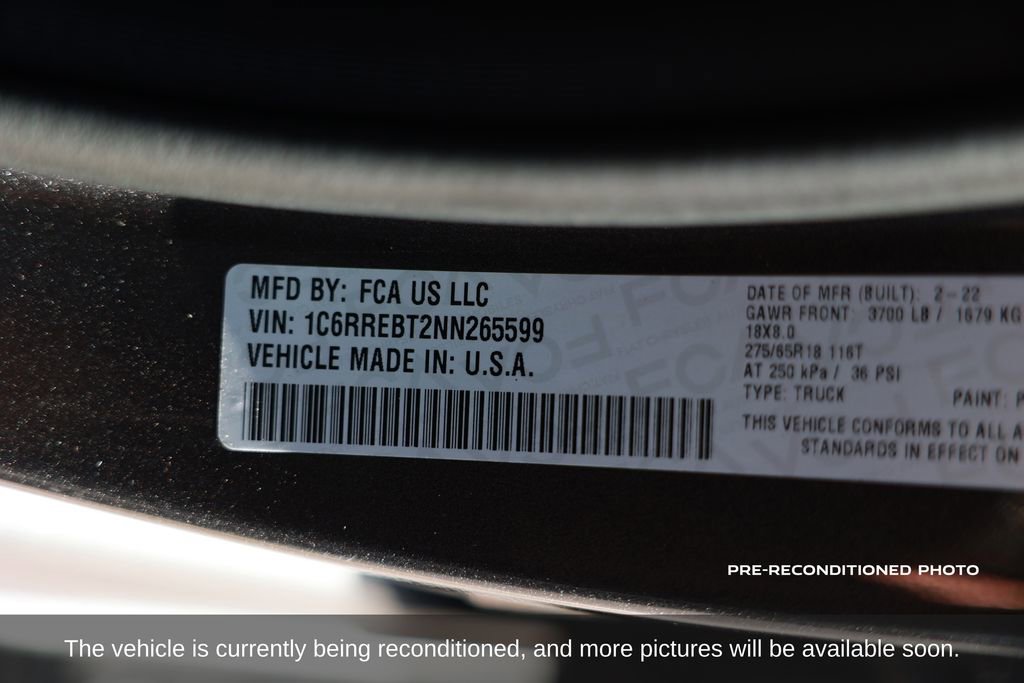 MFD BY: FCA US LLC
VIN: 1C6RREBT2NN265599
VEHICLE MADE IN: U.S.A.
DATE OF MFR (BUILT): 2-22
GAWR FRONT: 3700 LB / 1679 KG
18X8.0
275/65R18 116T
AT 250 kPa / 36 PSI
TYPE: TRUCK PAINT: P
THIS VEHICLE CONFORMS TO ALL A
STANDARDS IN EFFECT ON
PRE-RECONDITIONED PHOTO
The vehicle is currently being reconditioned, and more pictures will be available soon.